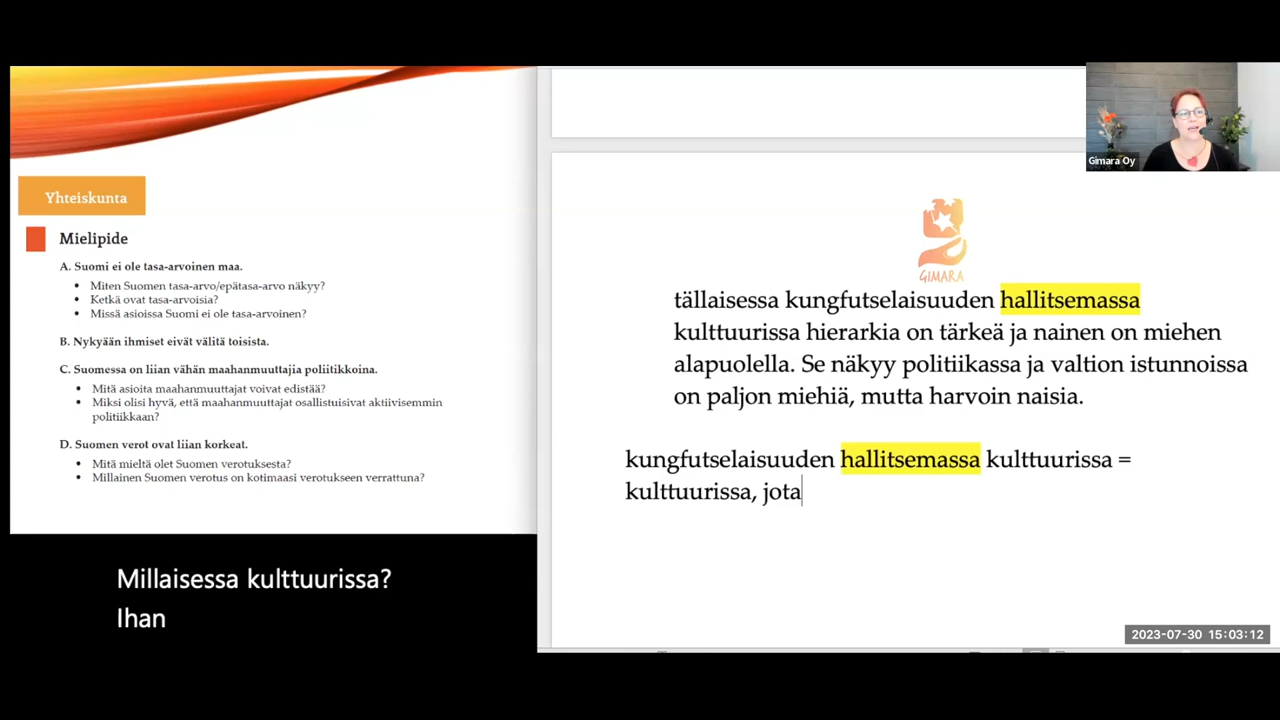 Yhteiskunta
Mielipide
A. Suomi ei ole tasa-arvoinen maa.
• Miten Suomen tasa-arvo/epätasa-arvo näkyy?
• Ketkä ovat tasa-arvoisia?
• Missä asioissa Suomi ei ole tasa-arvoinen?
B. Nykyään ihmiset eivät välitä toisista.
C. Suomessa on liian vähän maahanmuuttajia poliitikkoina.
• Mitä asioita maahanmuuttajat voivat edistää?
• Miksi olisi hyvä, että maahanmuuttajat osallistuisivat aktiivisemmin
politiikkaan?
D. Suomen verot ovat liian korkeat.
• Mitä mieltä olet Suomen verotuksesta?
• Millainen Suomen verotus on kotimaasi verotukseen verrattuna?
Millaisessa kulttuurissa?
Ihan
Gimara Oy
GIMARA
tällaisessa kungfutselaisuuden hallitsemassa
kulttuurissa hierarkia on tärkeä ja nainen on miehen
alapuolella. Se näkyy politiikassa ja valtion istunnoissa
on paljon miehiä, mutta harvoin naisia.
kungfutselaisuuden hallitsemassa kulttuurissa =
kulttuurissa, jota
2023-07-30 15:03:12